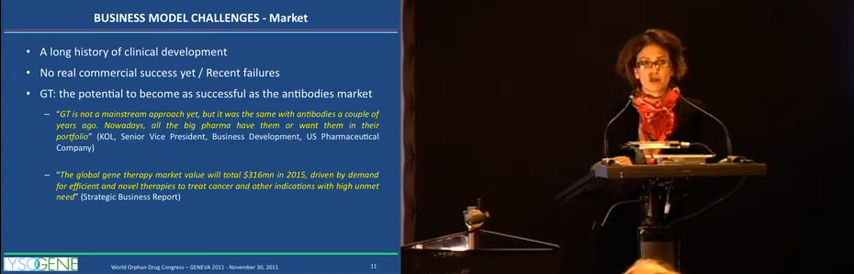 BUSINESS MODEL CHALLENGES - Market
• A long history of clinical development
• No real commercial success yet / Recent failures
• GT: the potential to become as successful as the antibodies market
– "GT is not a mainstream approach yet, but it was the same with antibodies a couple of
years ago. Nowadays, all the big pharma have them or want them in their
portfolio" (KOL, Senior Vice President, Business Development, US Pharmaceutical
Company)
– "The global gene therapy market value will total $316mn in 2015, driven by demand
for efficient and novel therapies to treat cancer and other indications with high unmet
need" (Strategic Business Report)
YSOGENE
World Orphan Drug Congress – GENEVA 2011 - November 30, 2011
11